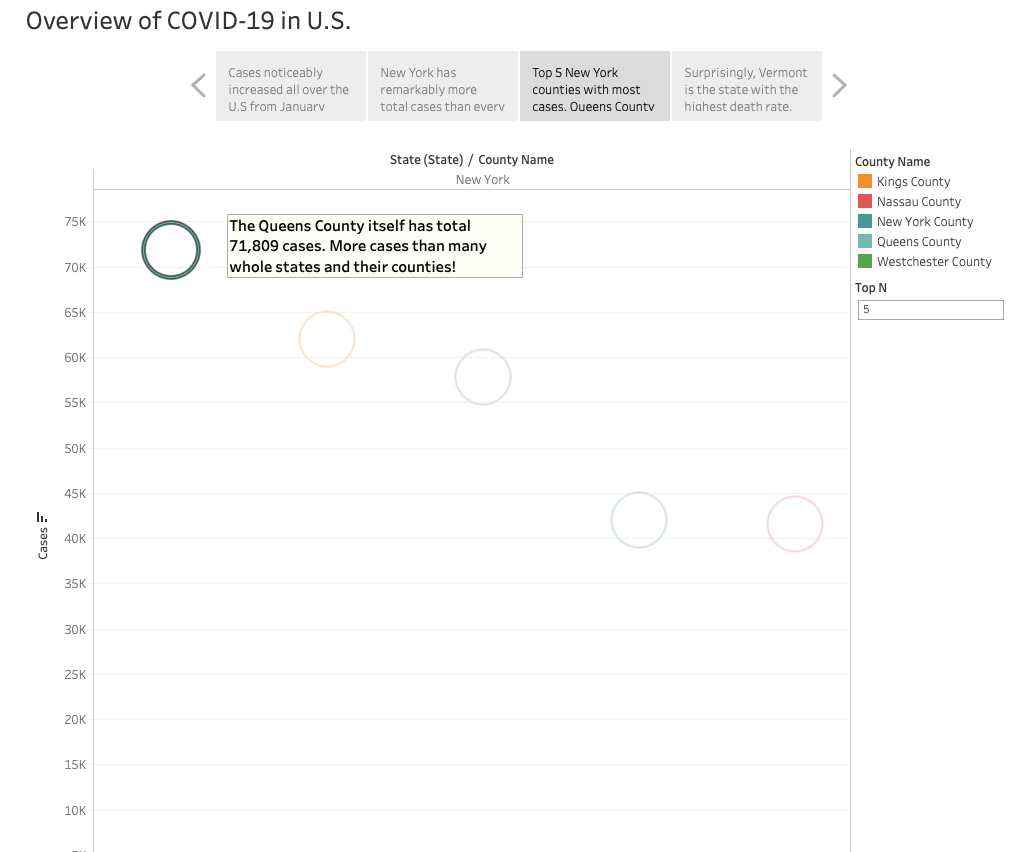 Overview of COVID-19 in U.S.
Cases noticeably
increased all over the
U.S from January
New York has
remarkably more
total cases than every
Top 5 New York
counties with most
cases. Queens County
Surprisingly, Vermont
is the state with the
highest death rate.
State (State) / County Name
New York
75K
The Queens County itself has total
71,809 cases. More cases than many
whole states and their counties!
70K
65K
60K
55K
50K
45K
40K
35K
30K
25K
20K
15K
10K
Cases
County Name
Kings County
Nassau County
New York County
Queens County
Westchester County
Top N
5